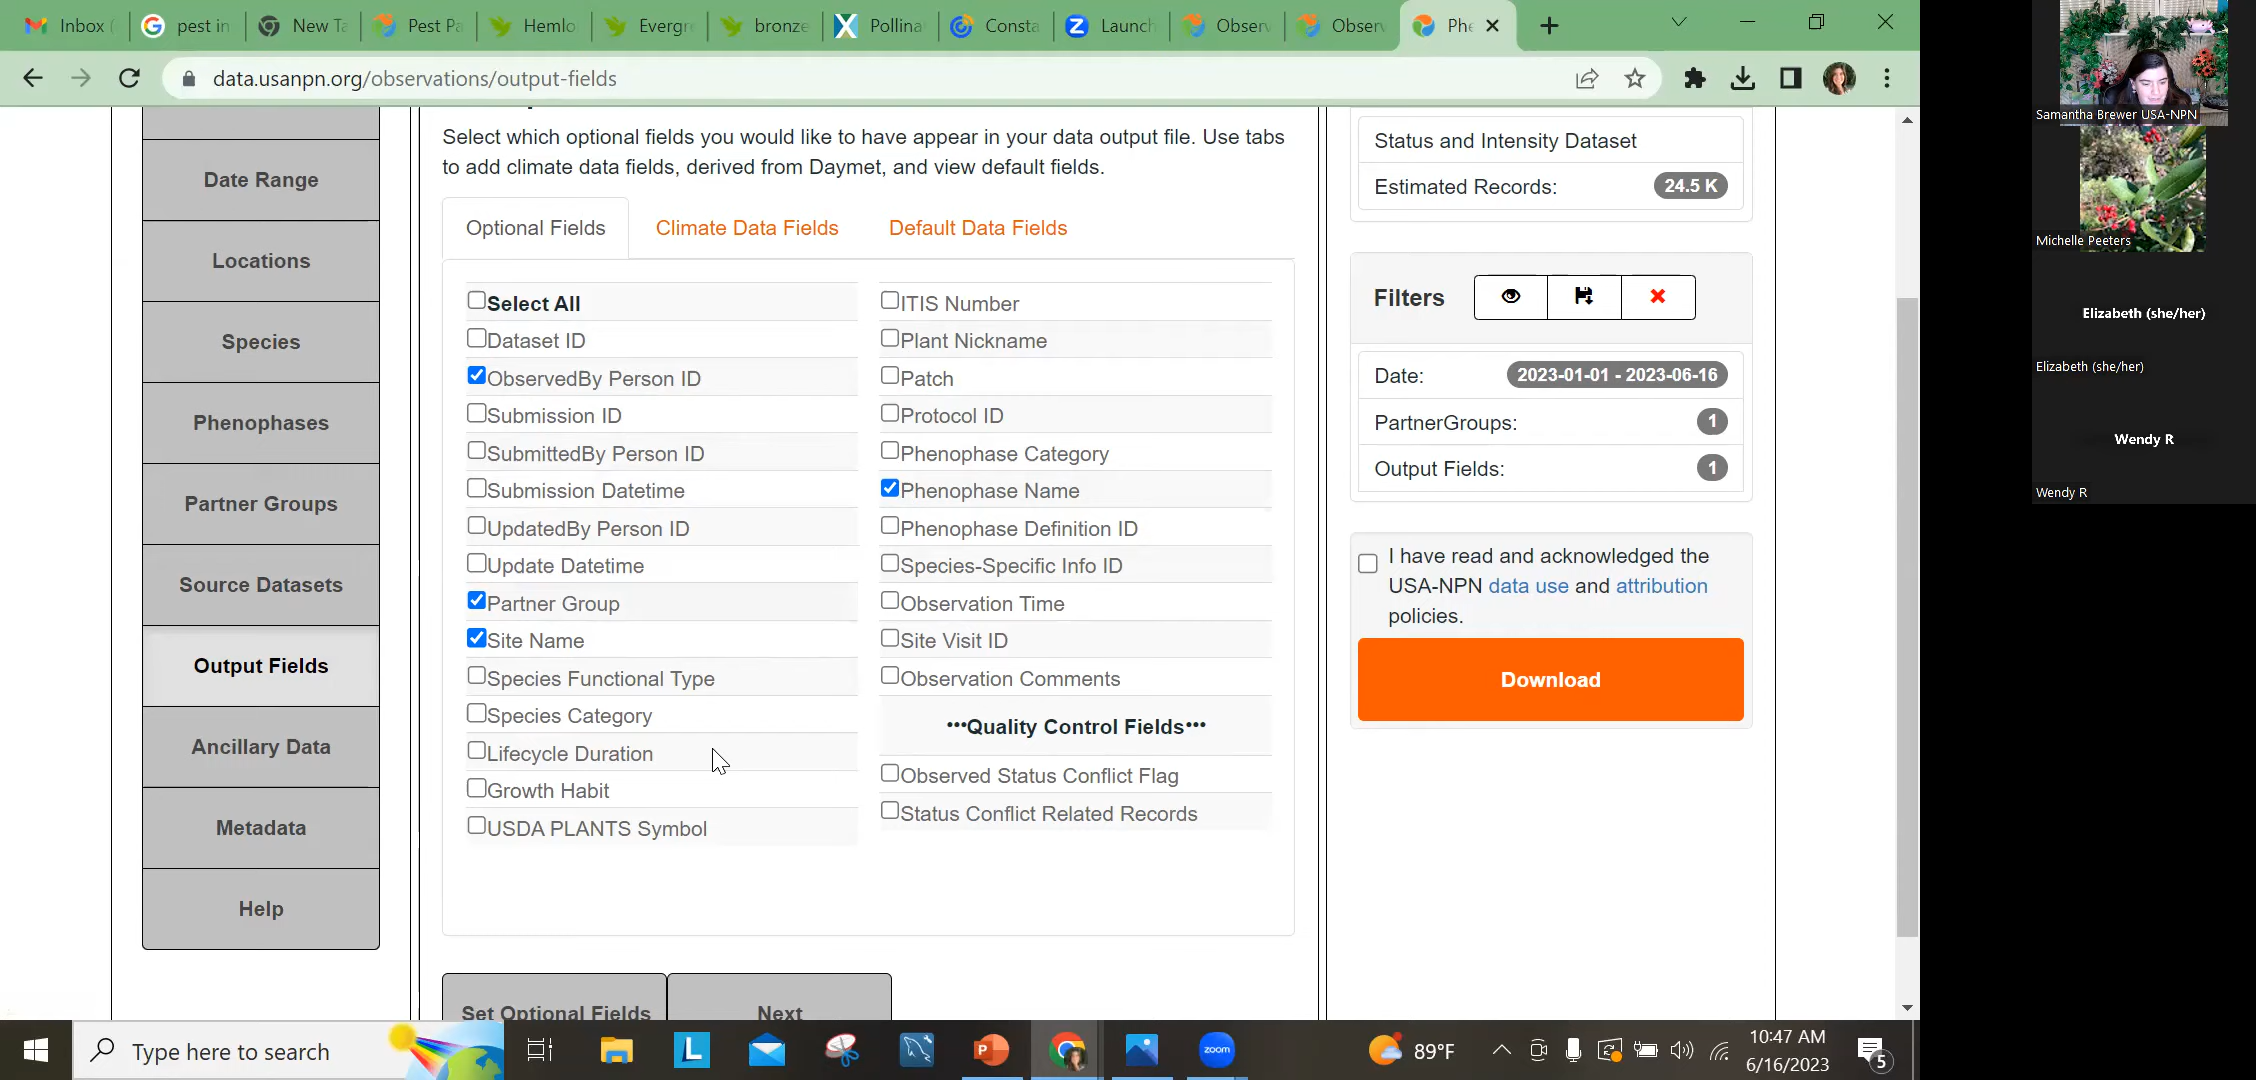 Inbox (
pest in
New Ta
Pest Pa
Hemlo
Evergr
bronze
Pollina
Consta
Launch
Observ
Observ
Phe
data.usanpn.org/observations/output-fields
Select which optional fields you would like to have appear in your data output file. Use tabs
to add climate data fields, derived from Daymet, and view default fields.
Optional Fields
Climate Data Fields
Default Data Fields
Date Range
Locations
Species
Phenophases
Partner Groups
Source Datasets
Output Fields
Ancillary Data
Metadata
Help
Select All
Dataset ID
ObservedBy Person ID
Submission ID
SubmittedBy Person ID
Submission Datetime
UpdatedBy Person ID
Update Datetime
Partner Group
Site Name
Species Functional Type
Species Category
Lifecycle Duration
Growth Habit
USDA PLANTS Symbol
ITIS Number
Plant Nickname
Patch
Protocol ID
Phenophase Category
Phenophase Name
Phenophase Definition ID
Species-Specific Info ID
Observation Time
Site Visit ID
Observation Comments
•••Quality Control Fields•••
Observed Status Conflict Flag
Status Conflict Related Records
Set Optional Fields
Next
Status and Intensity Dataset
Estimated Records: 24.5 K
Filters
Date: 2023-01-01 - 2023-06-16
PartnerGroups: 1
Output Fields: 1
I have read and acknowledged the
USA-NPN data use and attribution
policies.
Download
Samantha Brewer USA-NPN
Michelle Peeters
Elizabeth (she/her)
Elizabeth (she/her)
Wendy R
Wendy R
Type here to search
L
P
zoom
89°F
10:47 AM
6/16/2023
5